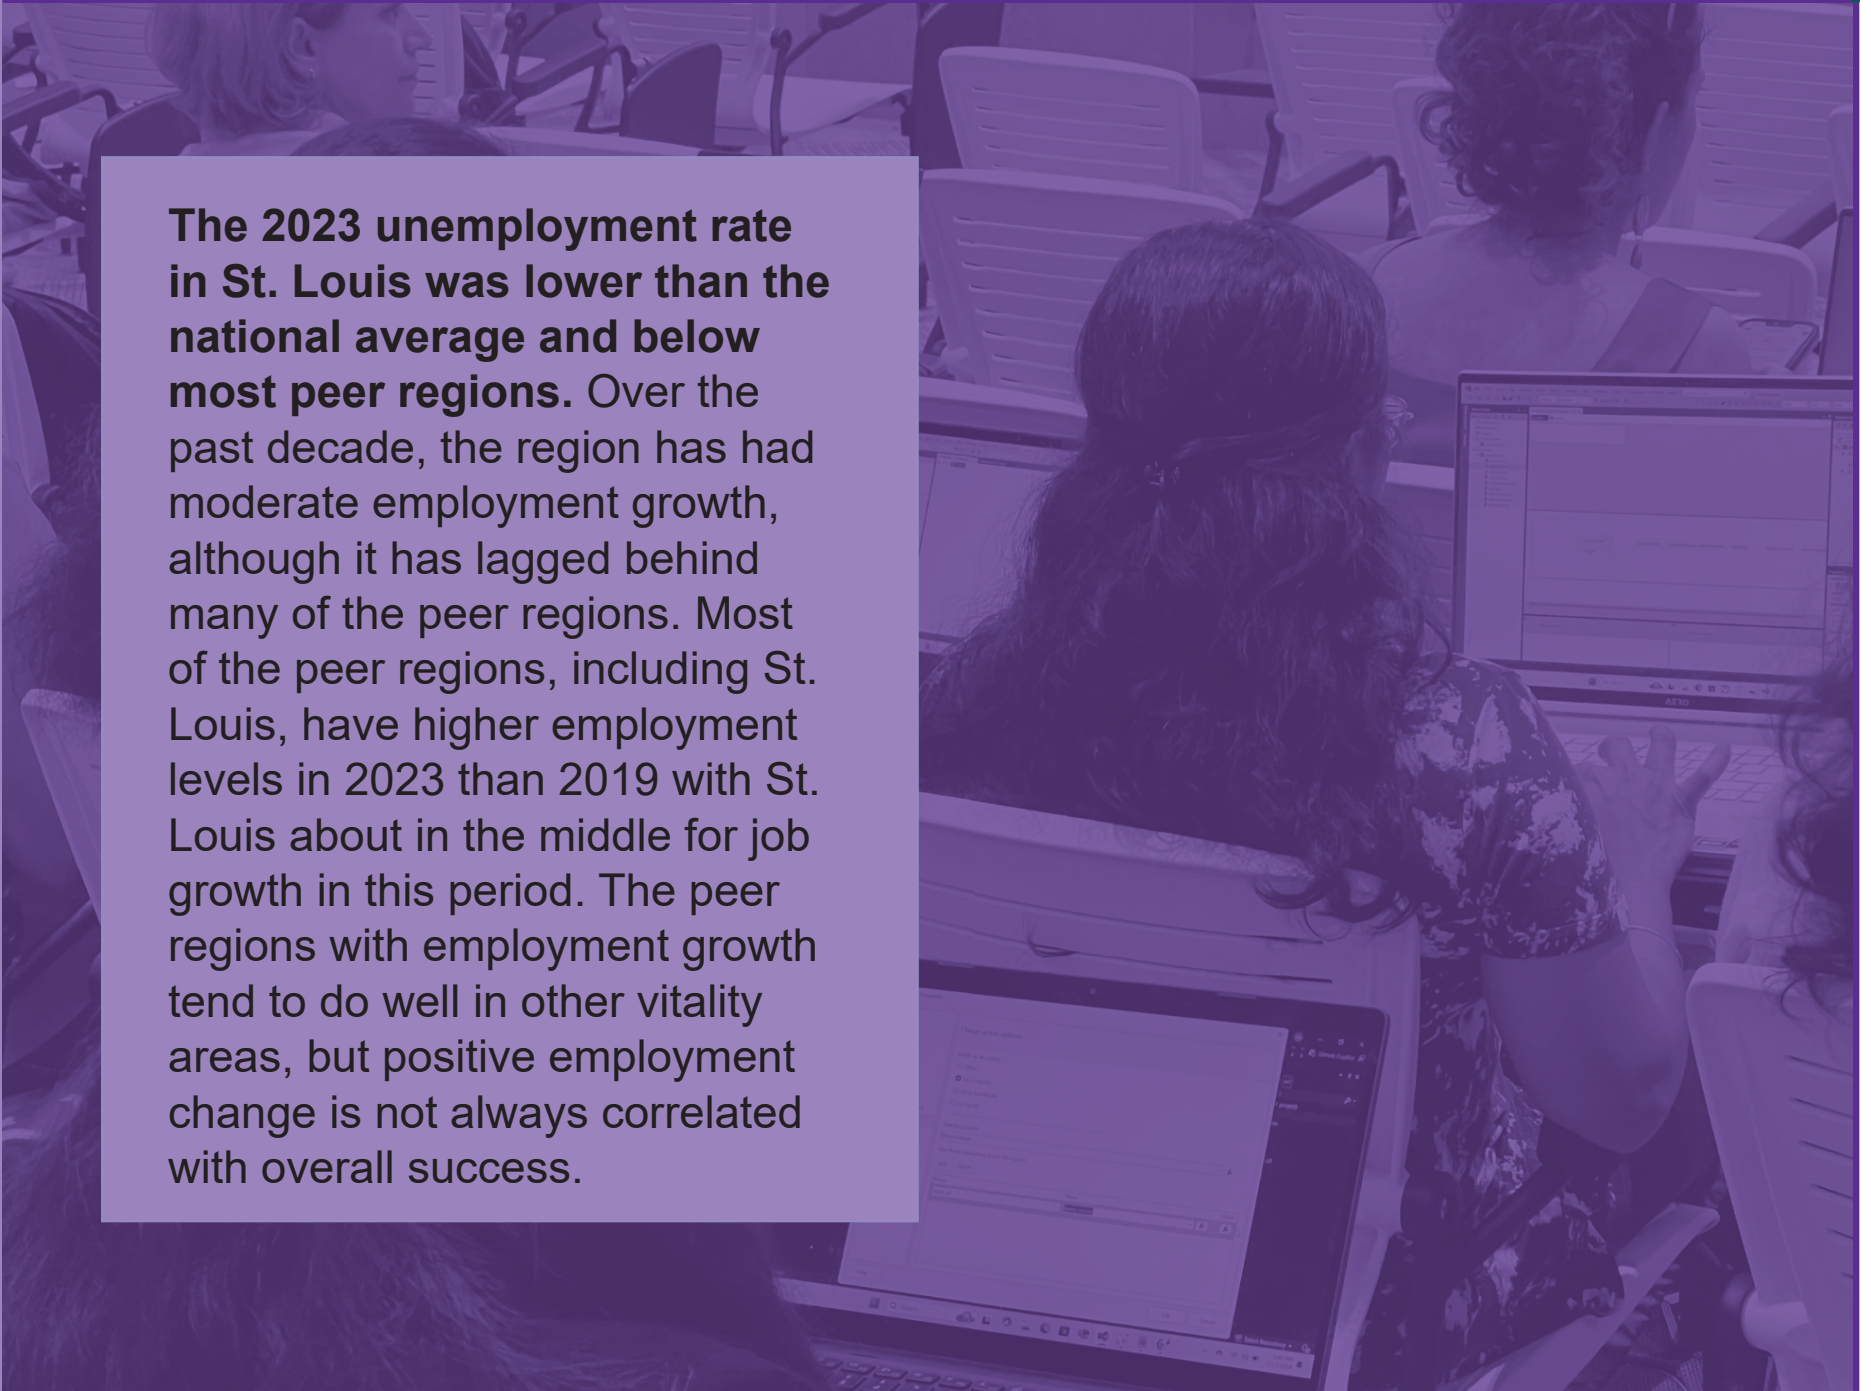 The 2023 unemployment rate
in St. Louis was lower than the
national average and below
most peer regions. Over the
past decade, the region has had
moderate employment growth,
although it has lagged behind
many of the peer regions. Most
of the peer regions, including St.
Louis, have higher employment
levels in 2023 than 2019 with St.
Louis about in the middle for job
growth in this period. The peer
regions with employment growth
tend to do well in other vitality
areas, but positive employment
change is not always correlated
with overall success.